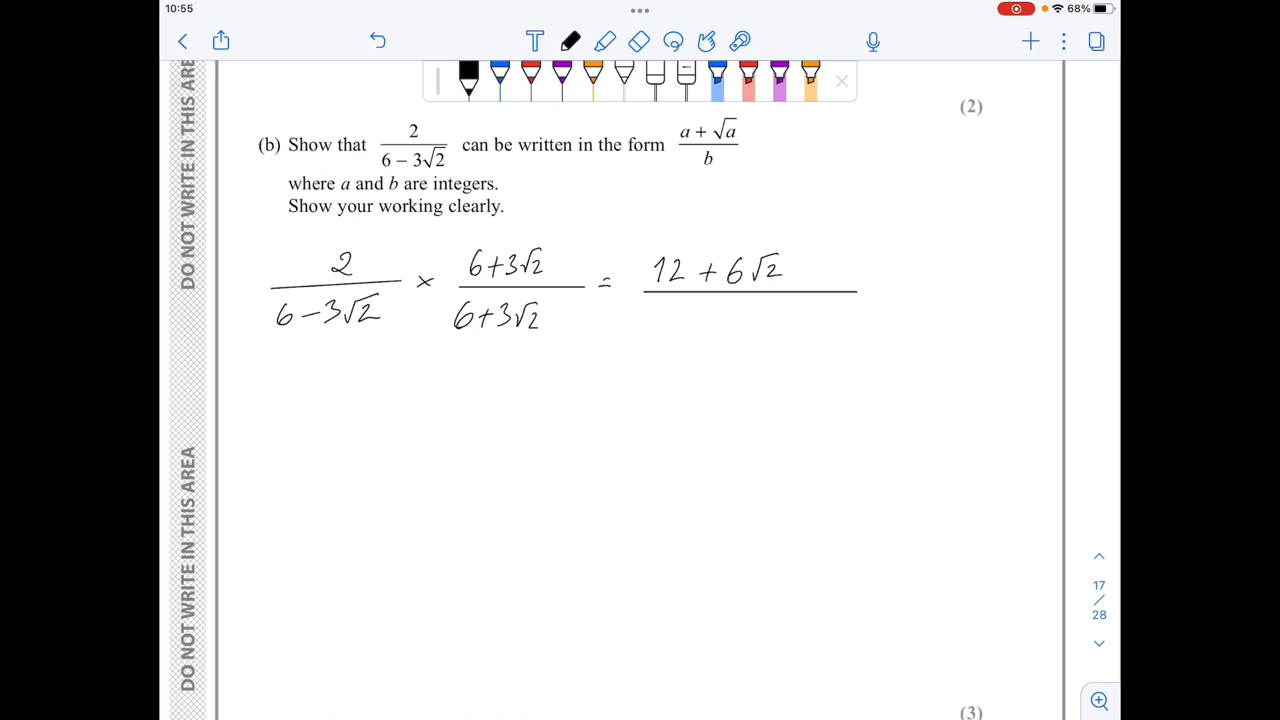 10:55
68%
(2)
(b) Show that 2 / (6 – 3√2) can be written in the form (a + √a) / b
where a and b are integers.
Show your working clearly.
2 / (6 – 3√2) × (6 + 3√2) / (6 + 3√2) = 12 + 6√2
17
/
28
(3)
DO NOT WRITE IN THIS AREA
DO NOT WRITE IN THIS AREA